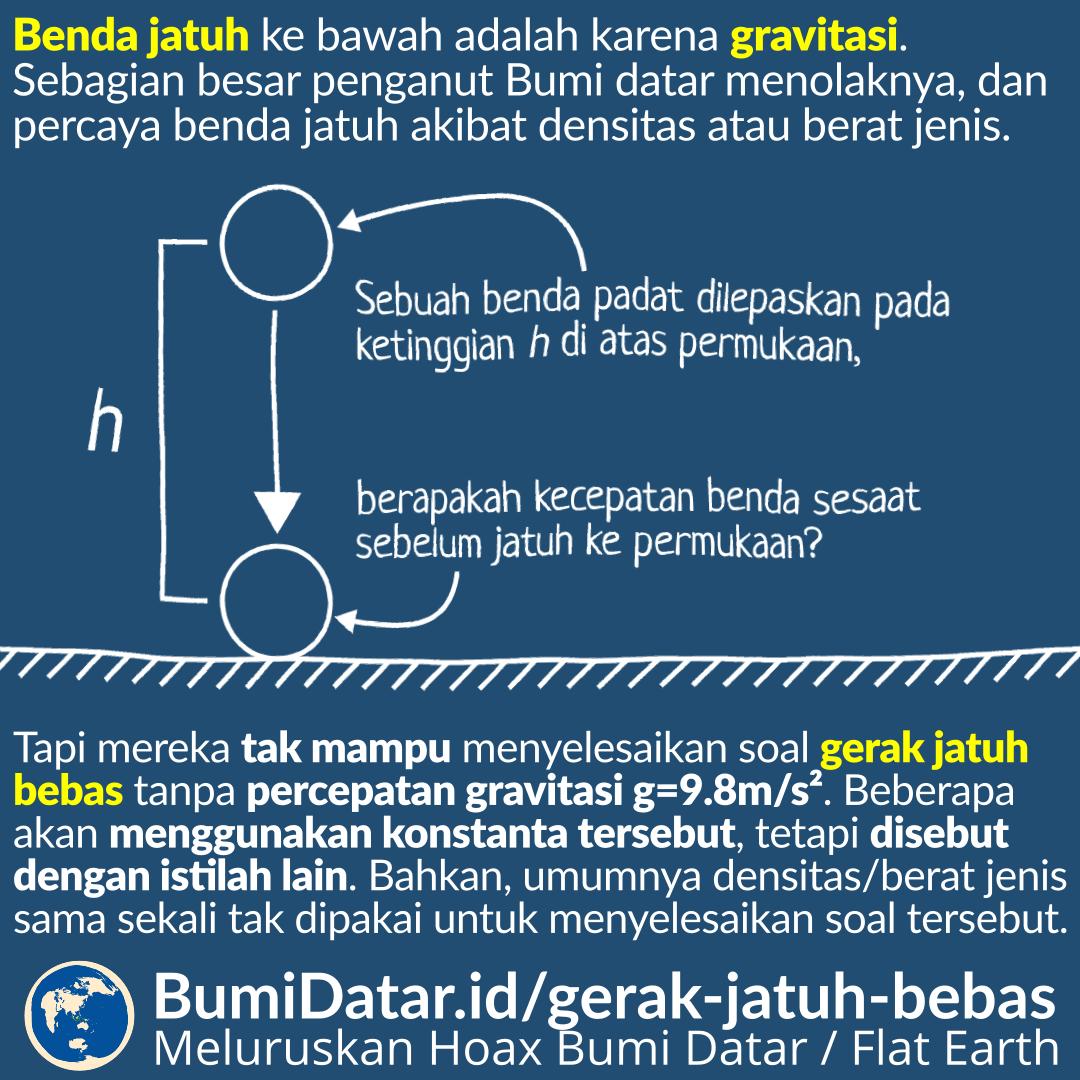 Benda jatuh ke bawah adalah karena gravitasi.
Sebagian besar penganut Bumi datar menolaknya, dan
percaya benda jatuh akibat densitas atau berat jenis.
Sebuah benda padat dilepaskan pada
ketinggian h di atas permukaan,
h
berapakah kecepatan benda sesaat
sebelum jatuh ke permukaan?
Tapi mereka tak mampu menyelesaikan soal gerak jatuh
bebas tanpa percepatan gravitasi g=9.8m/s². Beberapa
akan menggunakan konstanta tersebut, tetapi disebut
dengan istilah lain. Bahkan, umumnya densitas/berat jenis
sama sekali tak dipakai untuk menyelesaikan soal tersebut.
BumiDatar.id/gerak-jatuh-bebas
Meluruskan Hoax Bumi Datar / Flat Earth